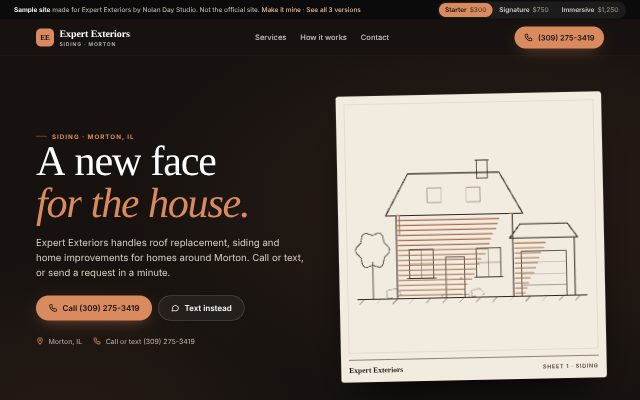 Sample site made for Expert Exteriors by Nolan Day Studio. Not the official site. Make it mine · See all 3 versions
Starter $300 Signature $750 Immersive $1,250
EE Expert Exteriors
SIDING · MORTON
Services How it works Contact
(309) 275-3419
SIDING · MORTON, IL
A new face
for the house.
Expert Exteriors handles roof replacement, siding and
home improvements for homes around Morton. Call or text,
or send a request in a minute.
Call (309) 275-3419 Text instead
Morton, IL Call or text (309) 275-3419
Expert Exteriors SHEET 1 · SIDING